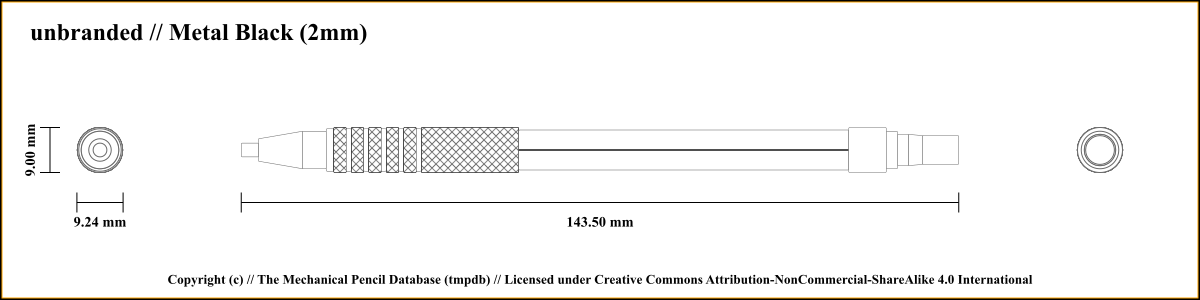 unbranded // Metal Black (2mm)
9.00 mm
9.24 mm
143.50 mm
Copyright (c) // The Mechanical Pencil Database (tmpdb) // Licensed under Creative Commons Attribution-NonCommercial-ShareAlike 4.0 International